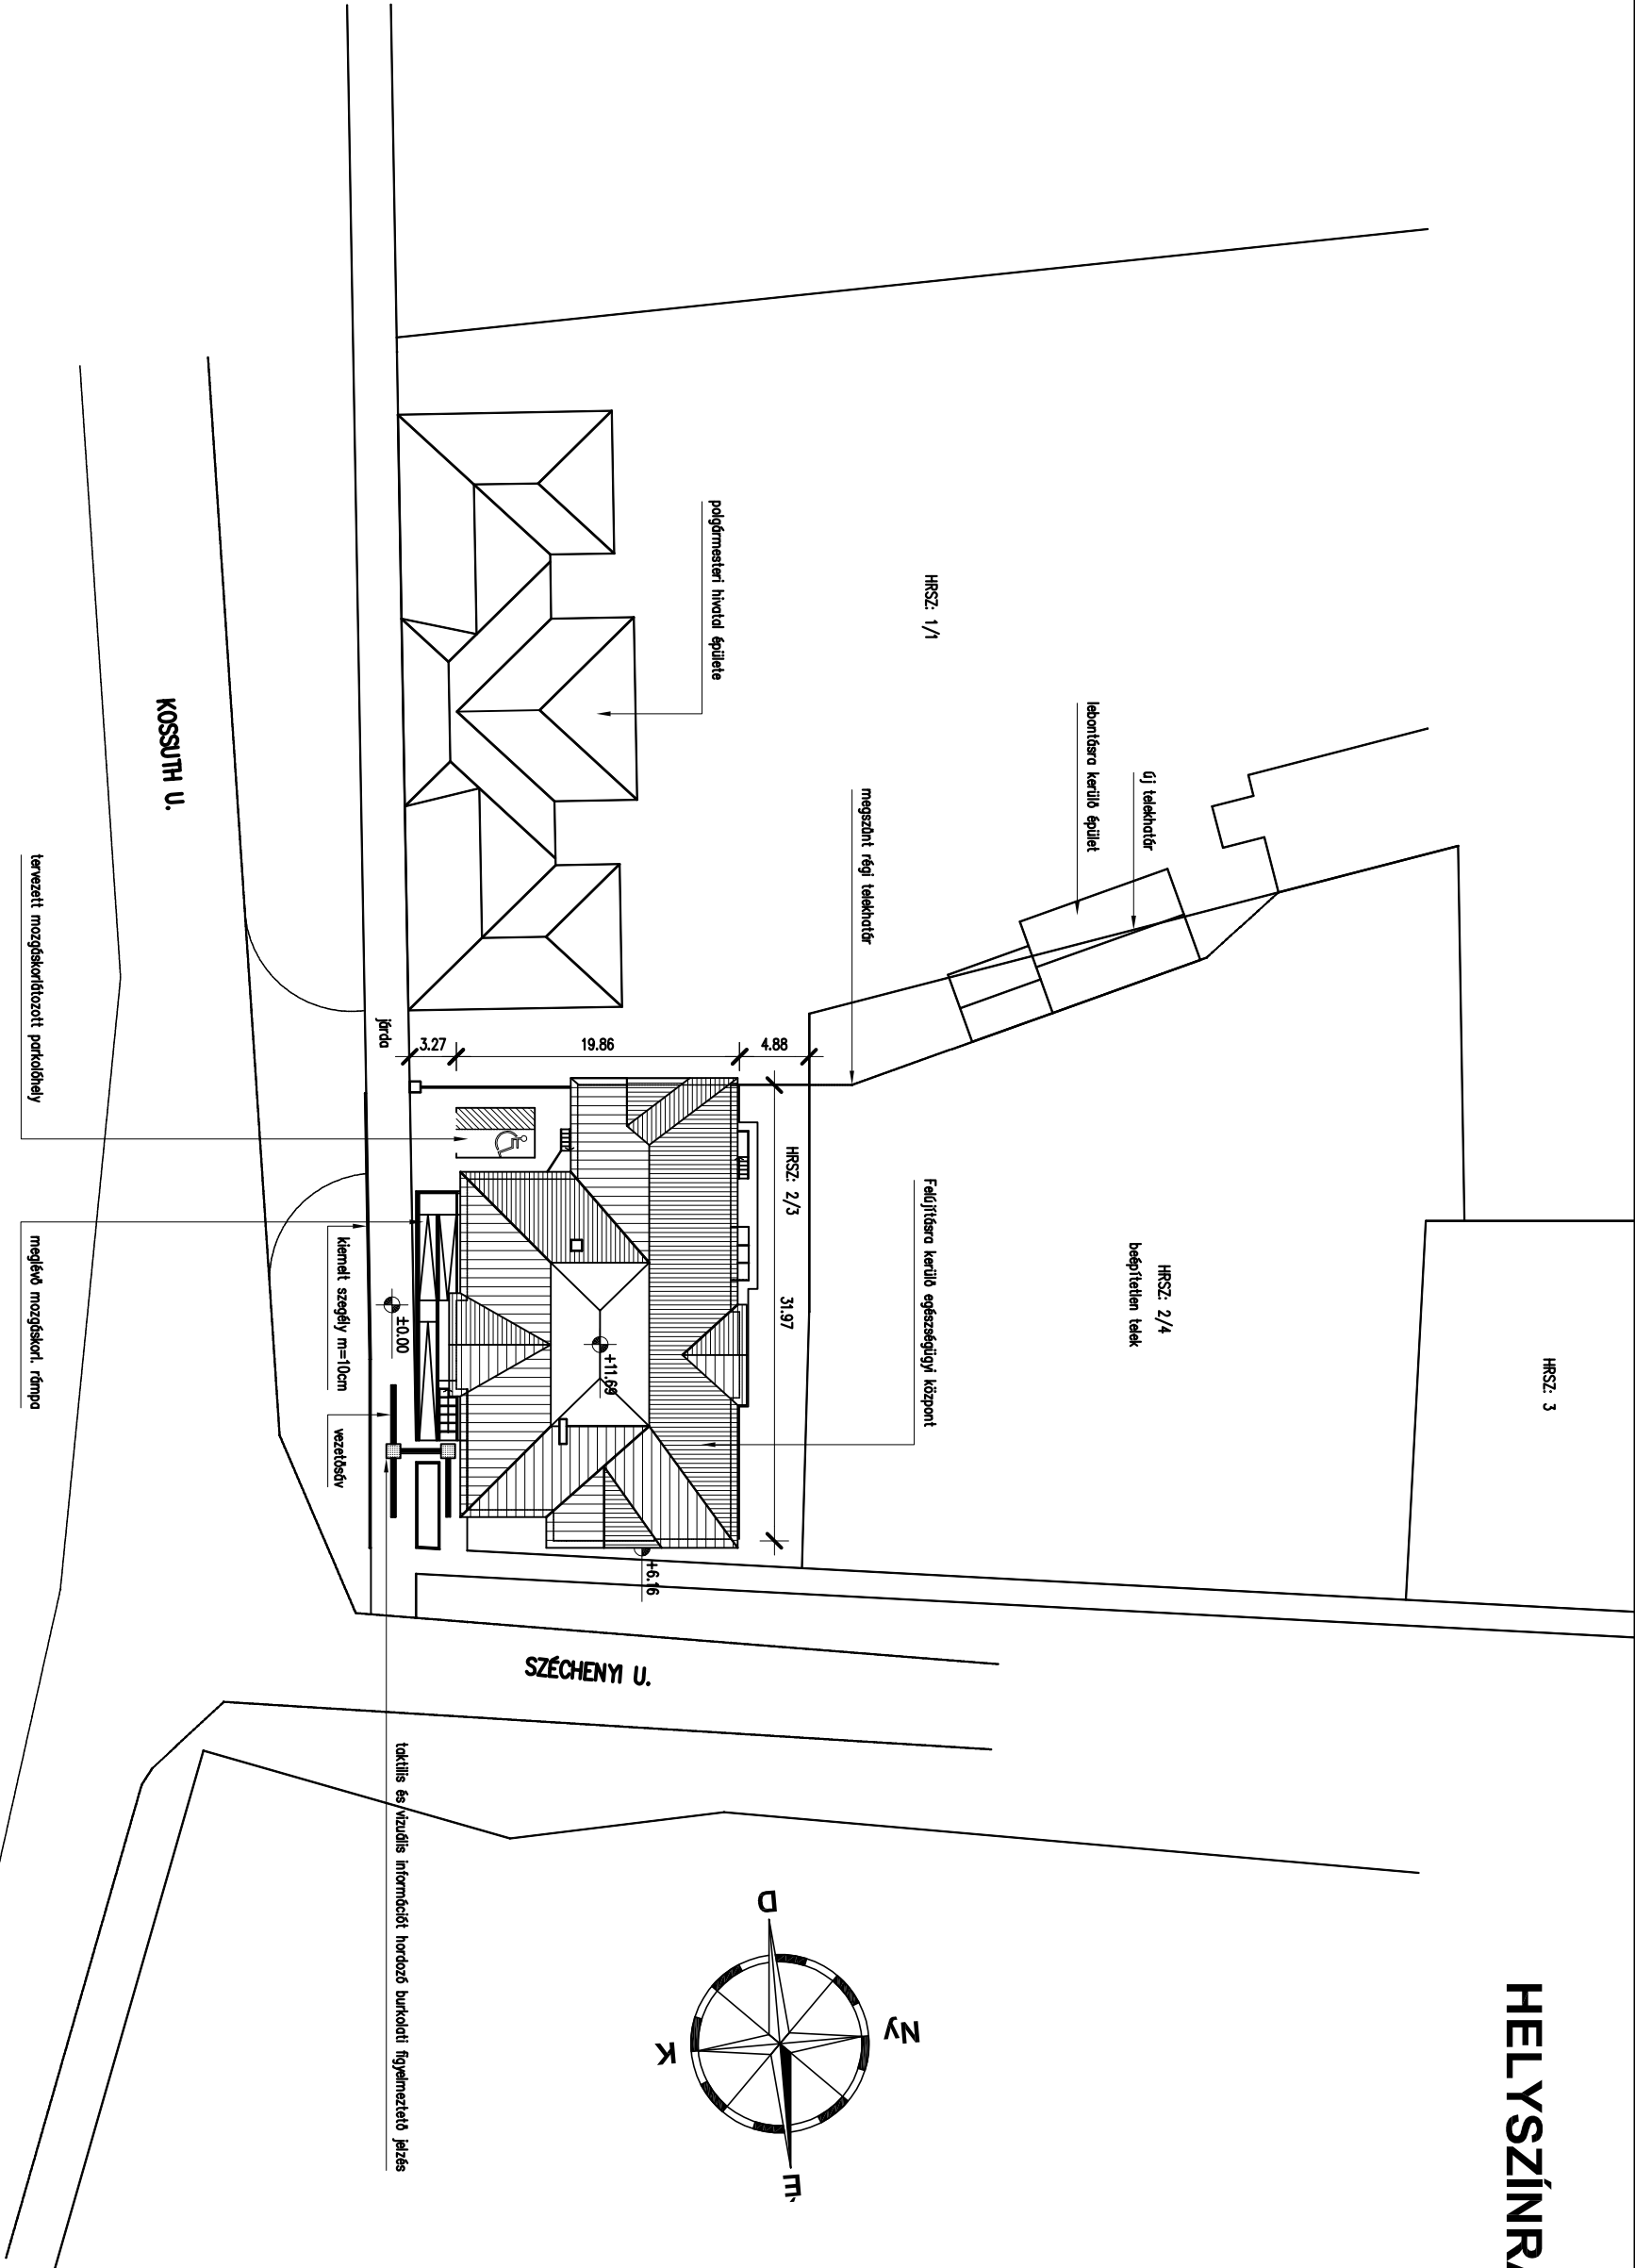 HELYSZÍNRA
HRSZ: 3
HRSZ: 2/4
beépítetlen telek
új telekhatár
lebontásra kerülő épület
HRSZ: 1/1
Felújításra kerülő egészségügyi központ
megszűnt régi telekhatár
HRSZ: 2/3
31.97
4.88
19.86
3.27
polgármesteri hivatal épülete
+6.16
+11.69
±0.00
járda
kiemelt szegély m=10cm
vezetősáv
SZÉCHENYI U.
KOSSUTH U.
taktilis és vizuális információt hordozó burkolati figyelmeztető jelzés
tervezett mozgáskorlátozott parkolóhely
meglévő mozgáskorl. rámpa
D
Ny
K
É